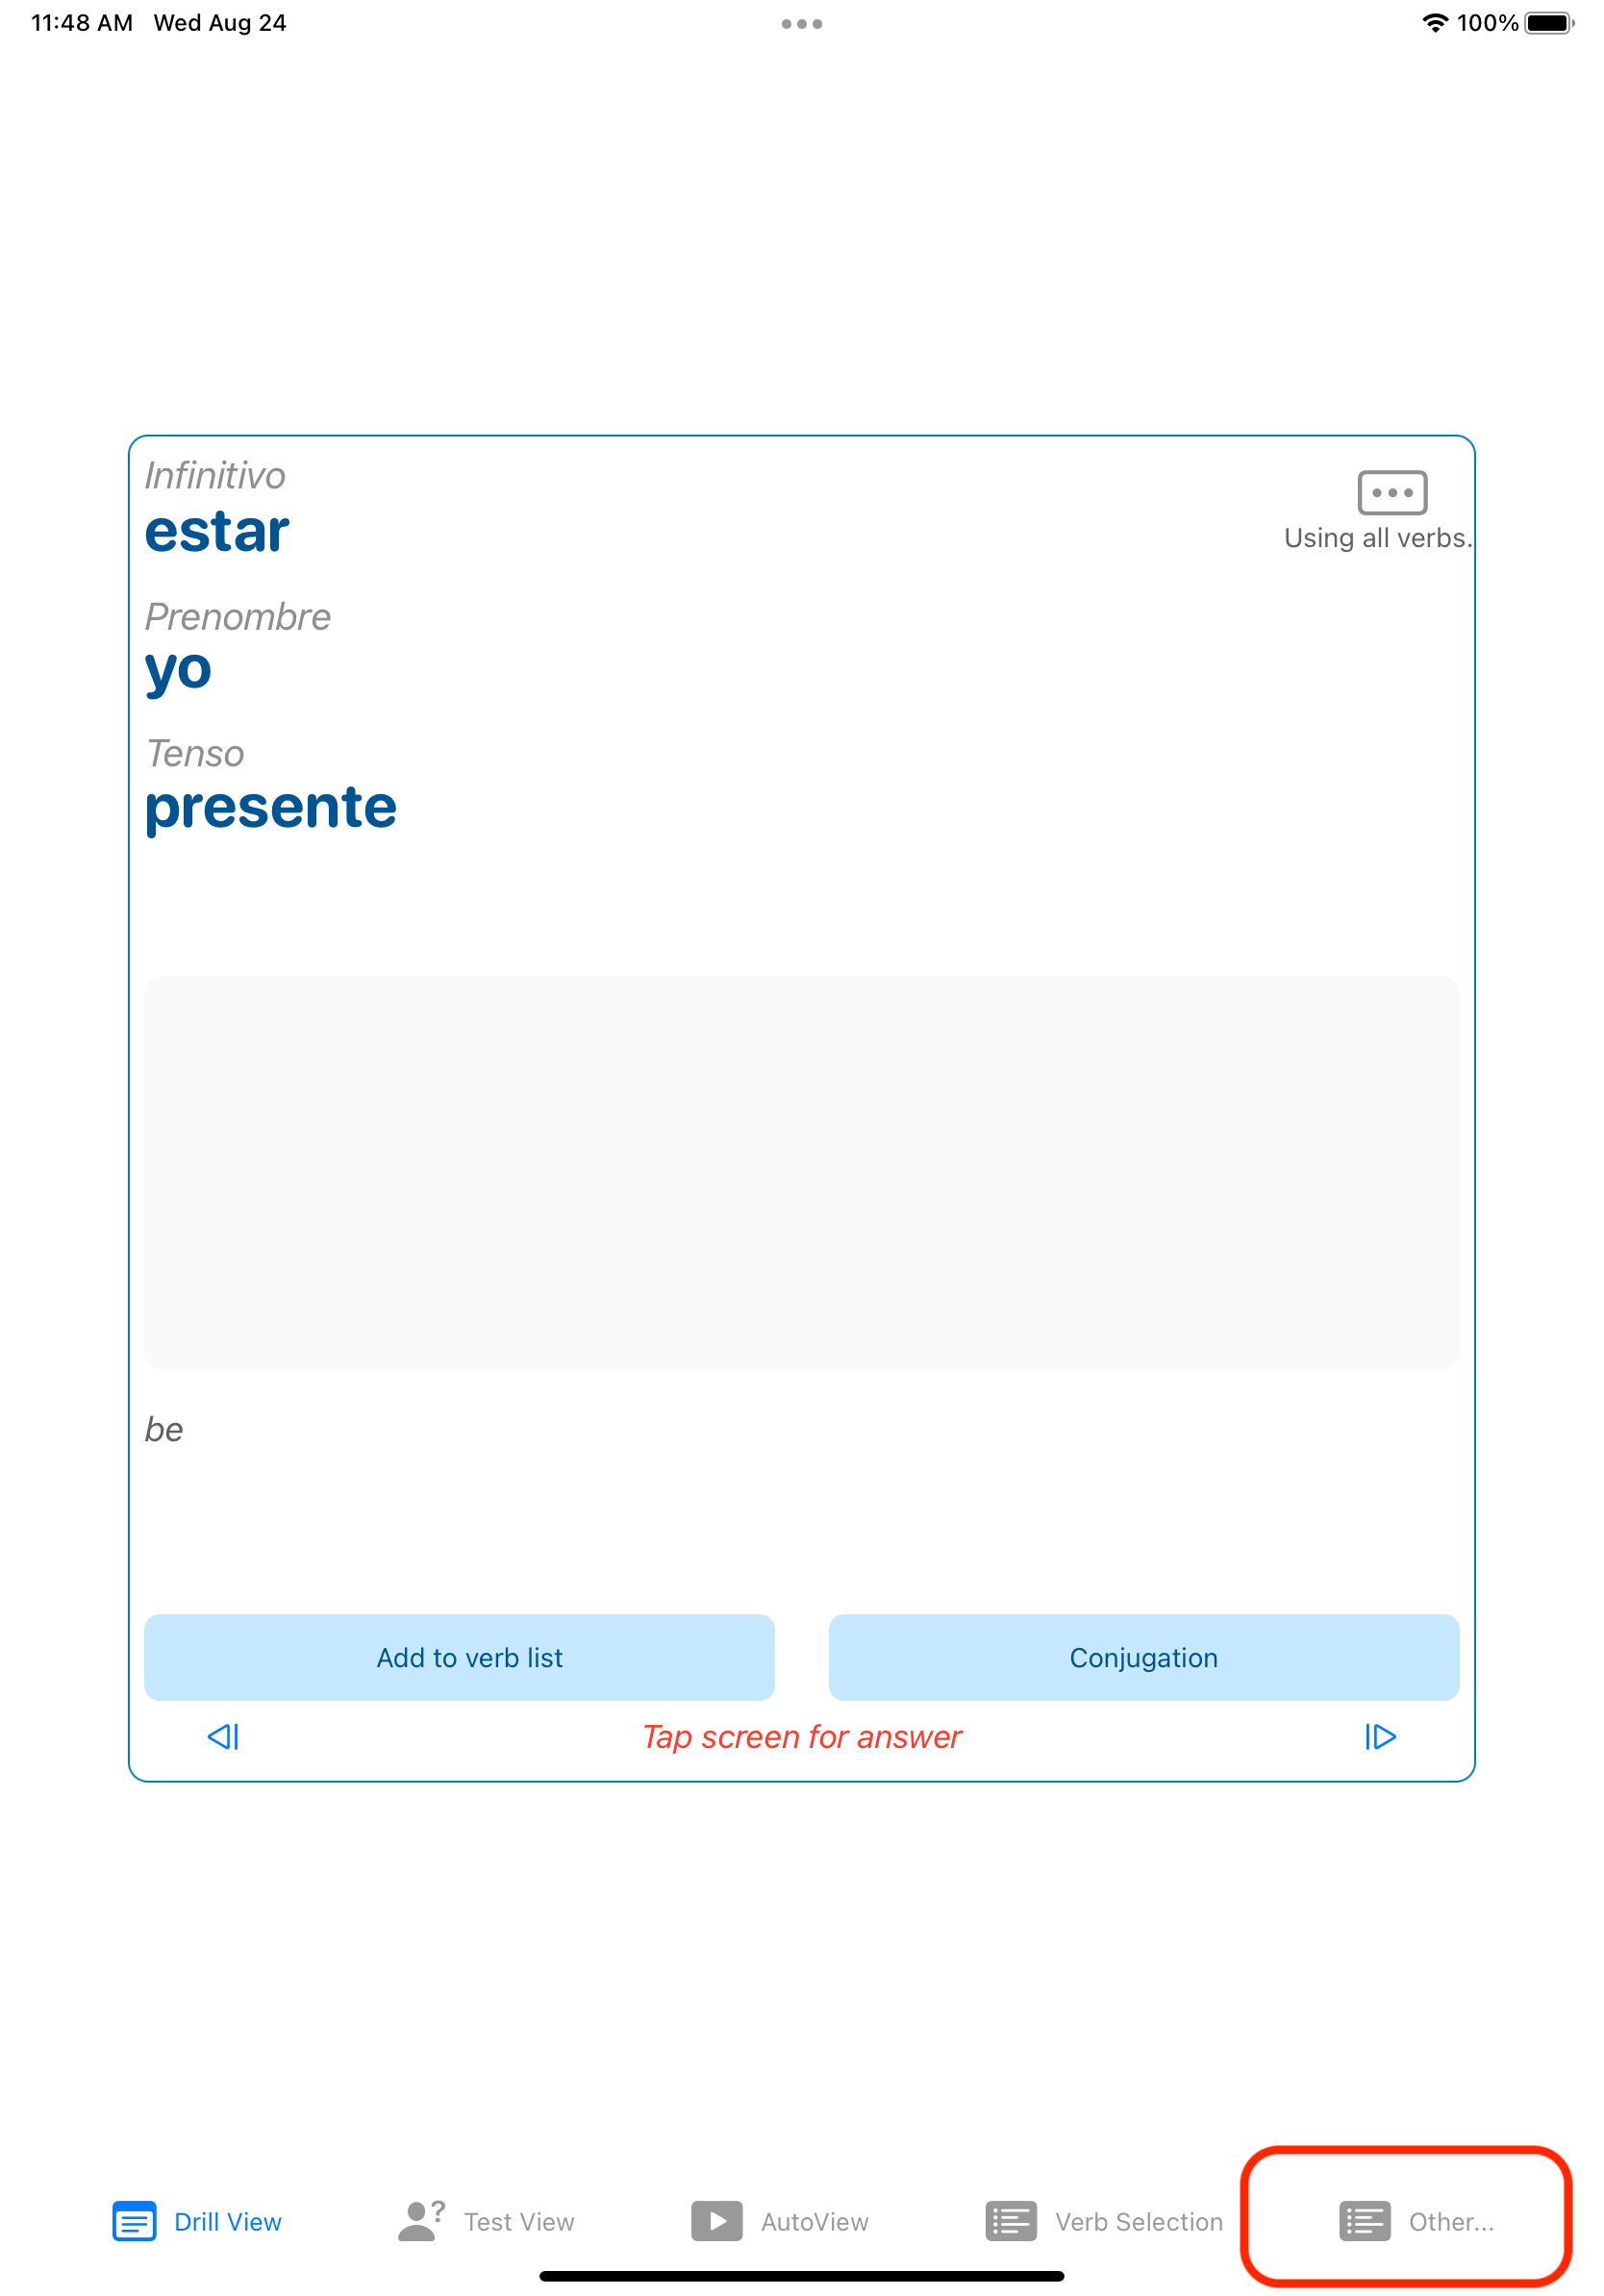 11:48 AM Wed Aug 24
100%
Infinitivo
estar
Using all verbs.
Prenombre
yo
Tenso
presente
be
Add to verb list
Conjugation
Tap screen for answer
Drill View
Test View
AutoView
Verb Selection
Other...